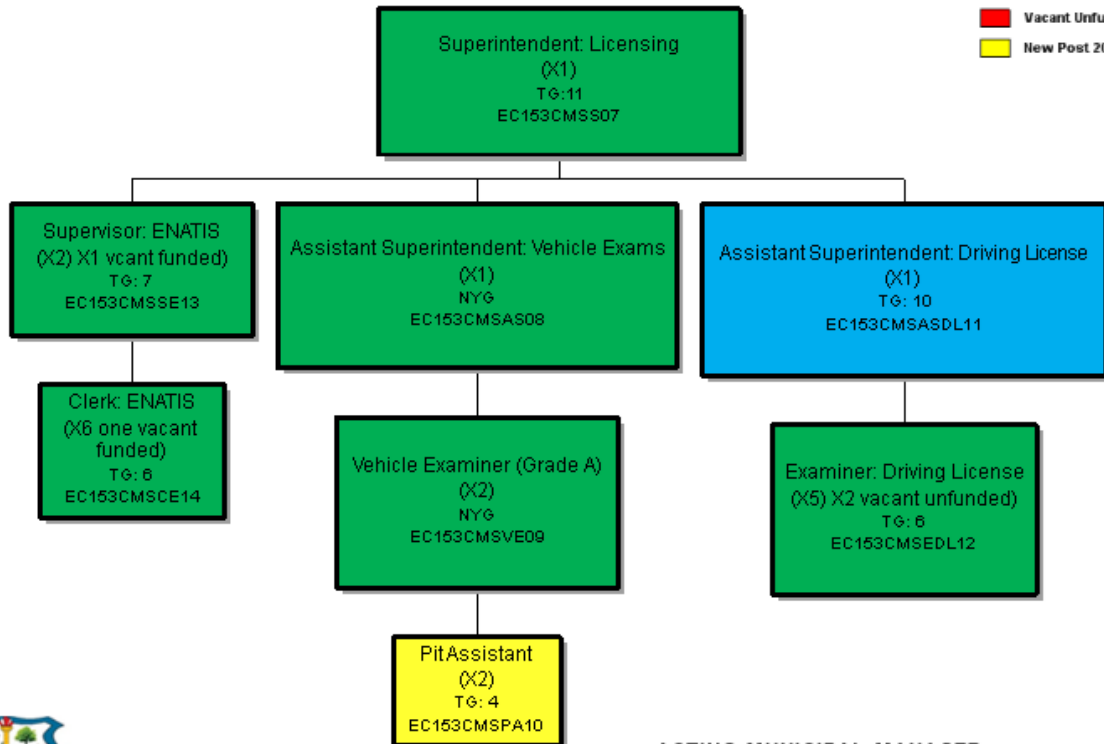 Vacant Unfu
New Post 20
Superintendent: Licensing
(X1)
TG:11
EC153CMSS07
Supervisor: ENATIS
(X2) X1 vcant funded)
TG: 7
EC153CMSSE13
Assistant Superintendent: Vehicle Exams
(X1)
NYG
EC153CMSAS08
Assistant Superintendent: Driving License
(X1)
TG: 10
EC153CMSASDL11
Clerk: ENATIS
(X6 one vacant
funded)
TG: 6
EC153CMSCE14
Vehicle Examiner (Grade A)
(X2)
NYG
EC153CMSVE09
Examiner: Driving License
(X5) X2 vacant unfunded)
TG: 6
EC153CMSEDL12
Pit Assistant
(X2)
TG: 4
EC153CMSPA10
ACTING MUNICIPAL MANAGER